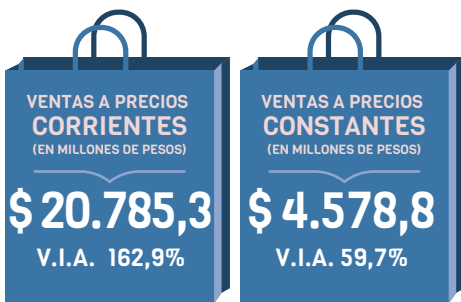 VENTAS A PRECIOS
CORRIENTES
(EN MILLONES DE PESOS)
$ 20.785,3
V.I.A. 162,9%
VENTAS A PRECIOS
CONSTANTES
(EN MILLONES DE PESOS)
$ 4.578,8
V.I.A. 59,7%